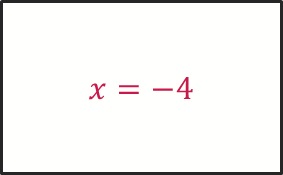 x = −4